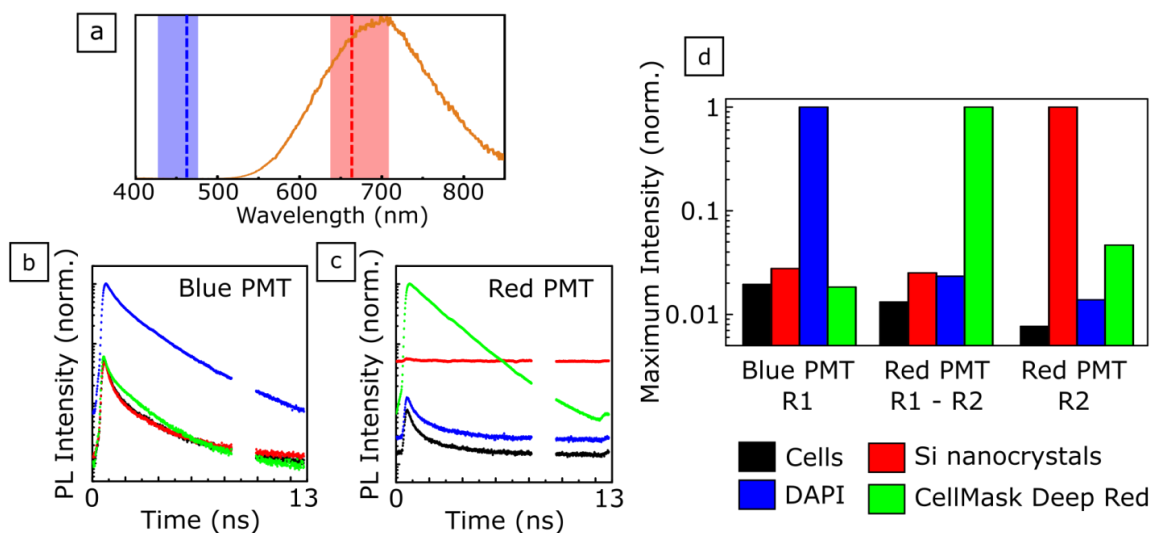 a
400 500 600 700 800
Wavelength (nm)
b
PL Intensity (norm.)
Blue PMT
0 13
Time (ns)
c
PL Intensity (norm.)
Red PMT
0 13
Time (ns)
d
Maximum Intensity (norm.)
1
0.1
0.01
Blue PMT
R1
Red PMT
R1 - R2
Red PMT
R2
Cells
Si nanocrystals
DAPI
CellMask Deep Red